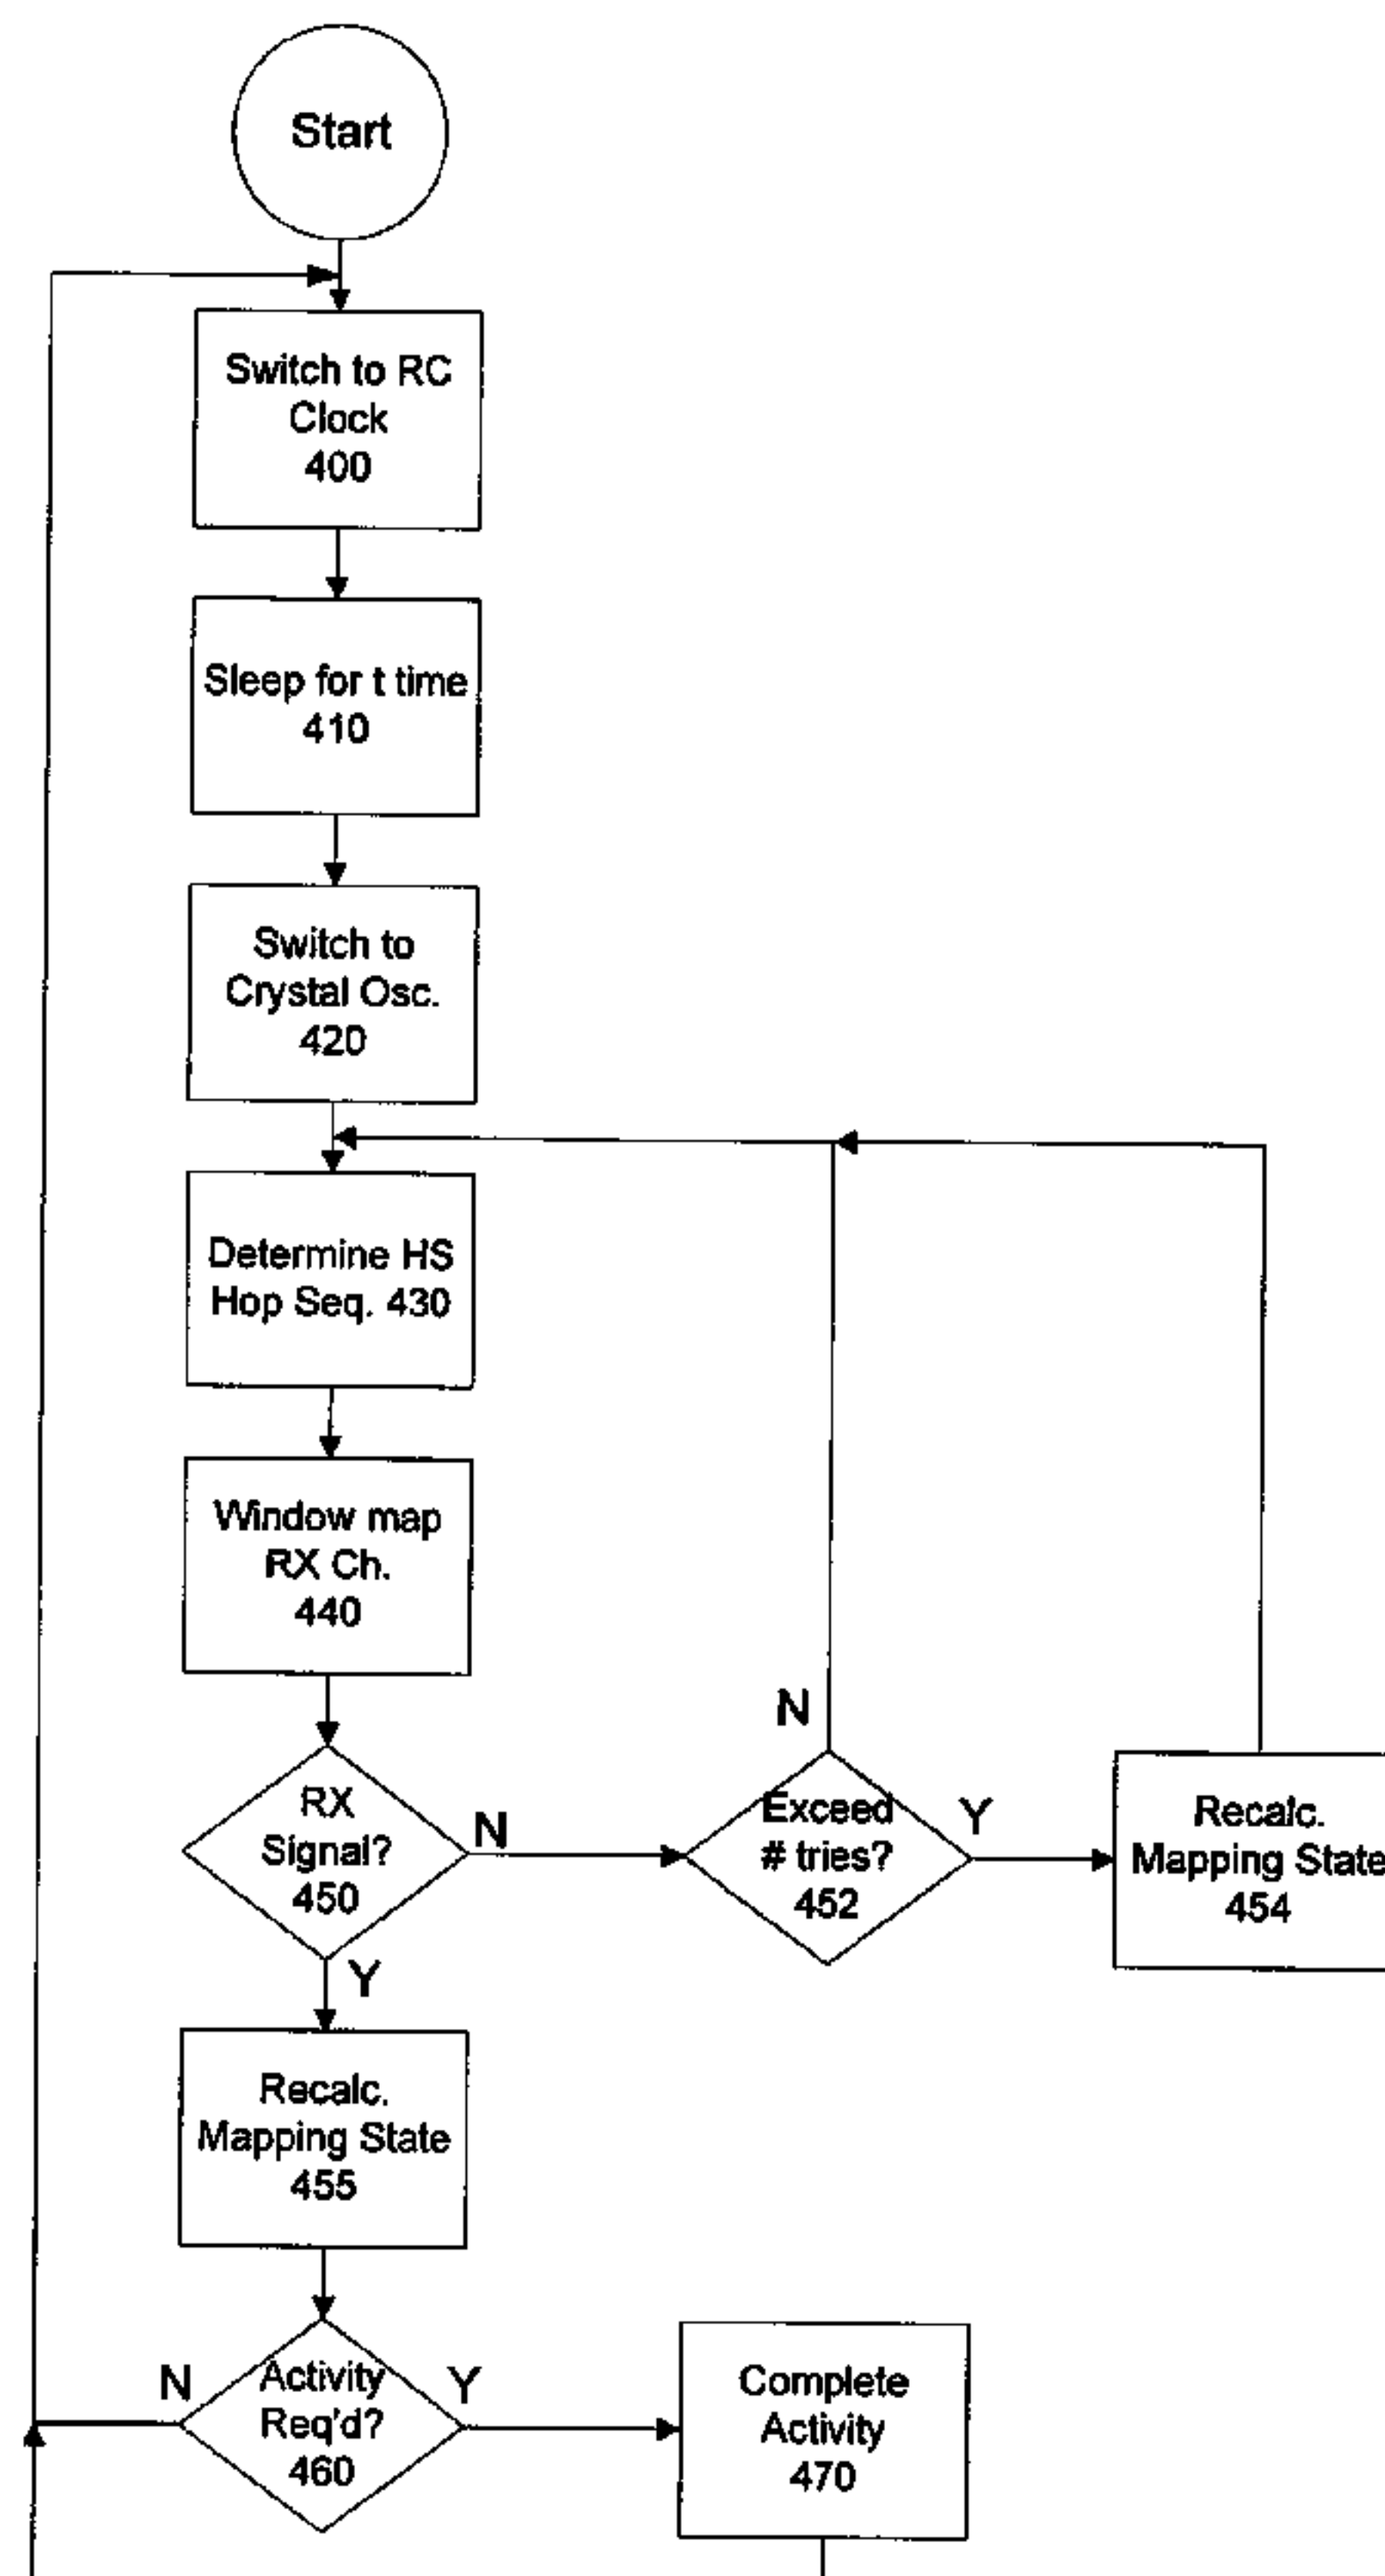 Start
Switch to RC
Clock
400
Sleep for t time
410
Switch to
Crystal Osc.
420
Determine HS
Hop Seq. 430
Window map
RX Ch.
440
RX
Signal?
450
N
Y
Exceed
# tries?
452
N
Y
Recalc.
Mapping State
454
Recalc.
Mapping State
455
Activity
Req'd?
460
N
Y
Complete
Activity
470